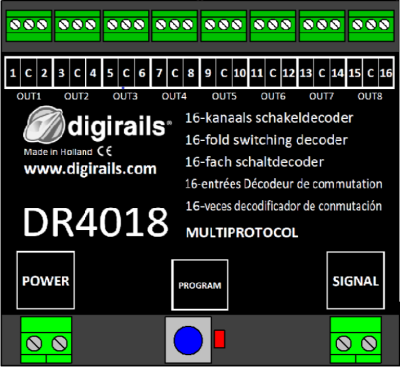 1 C 2 3 C 4 5 C 6 7 C 8 9 C 10 11 C 12 13 C 14 15 C 16
OUT1 OUT2 OUT3 OUT4 OUT5 OUT6 OUT7 OUT8
digirails®
Made in Holland CE
www.digirails.com
16-kanaals schakeldecoder
16-fold switching decoder
16-fach schaltdecoder
16-entrées Décodeur de commutation
16-veces decodificador de conmutación
DR4018 MULTIPROTOCOL
POWER
PROGRAM
SIGNAL